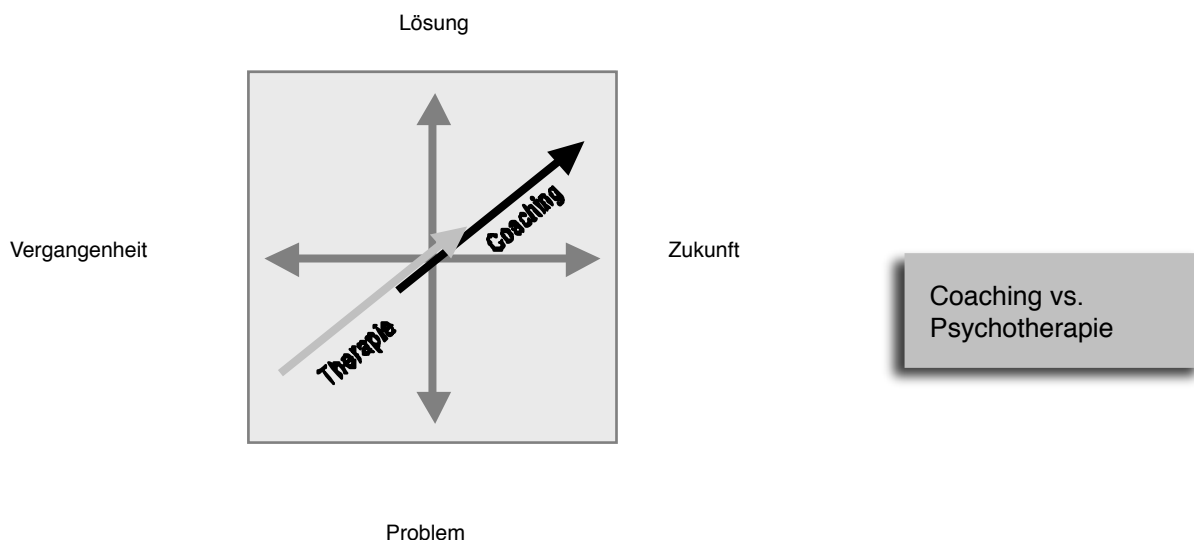 Lösung
Coaching
Vergangenheit
Zukunft
Therapie
Coaching vs.
Psychotherapie
Problem